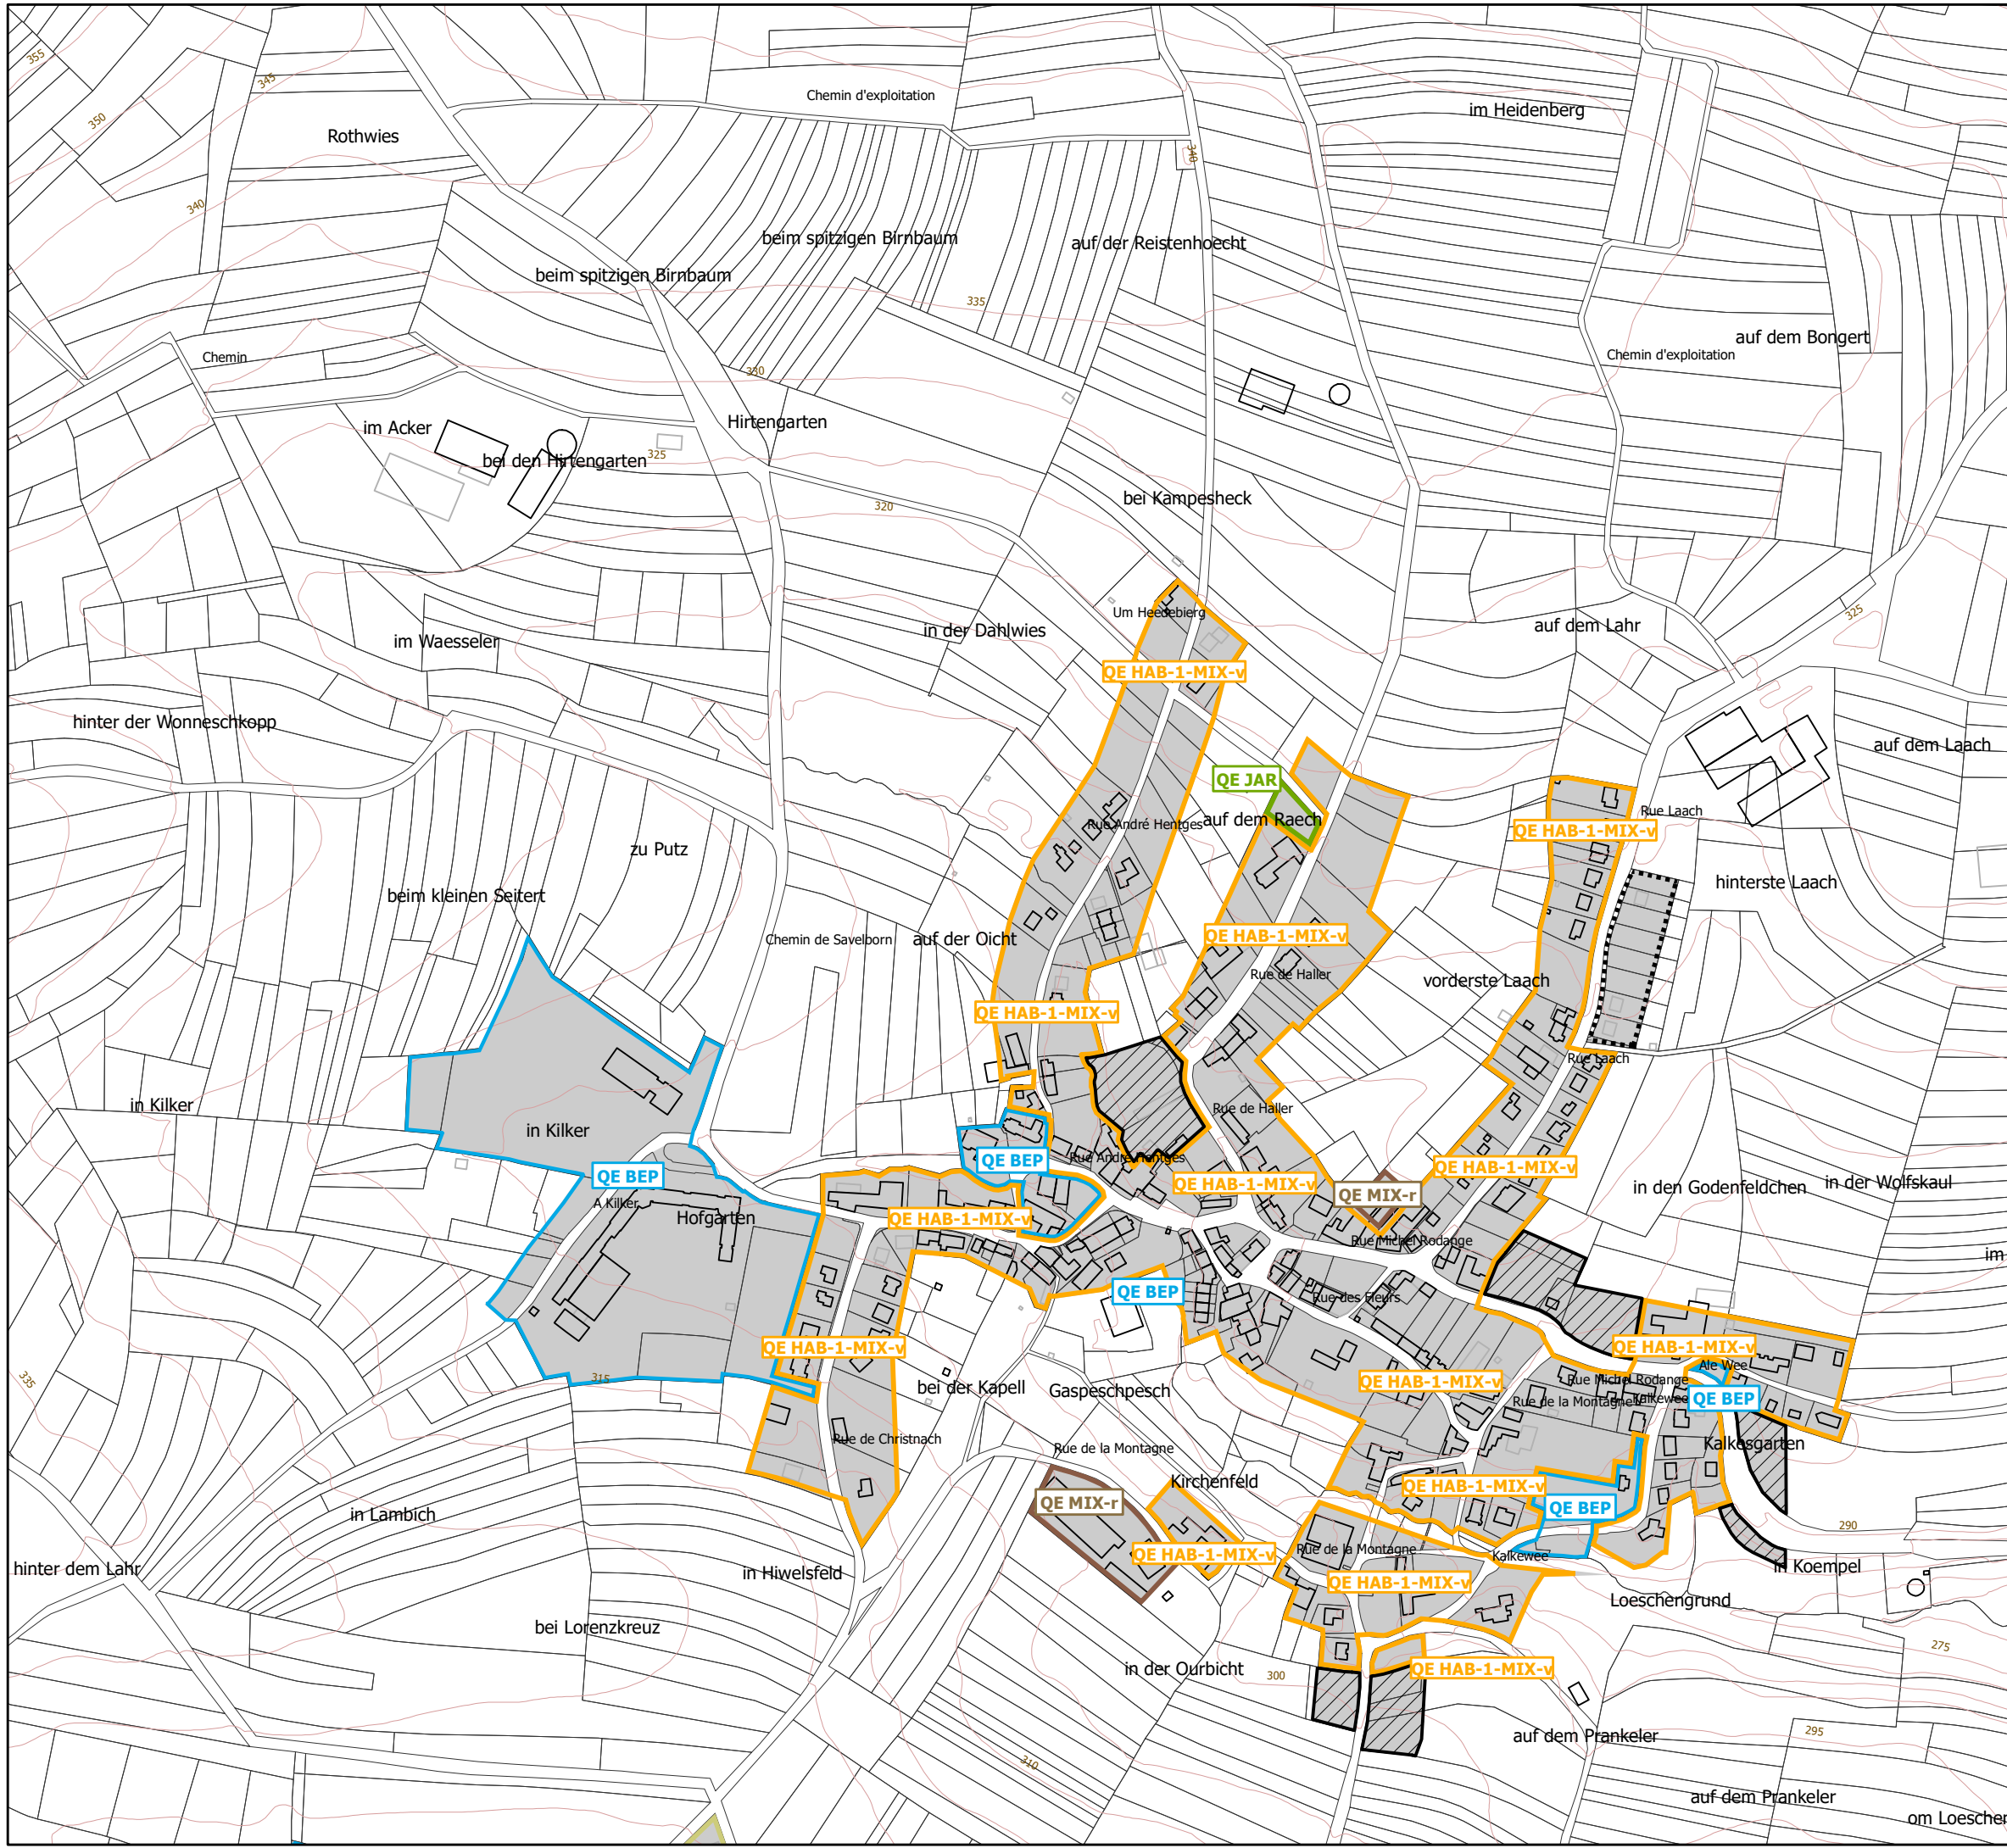 355
345
Chemin d'exploitation
im Heidenberg
350
Rothwies
340
340
beim spitzigen Birnbaum
auf der Reistenhoecht
beim spitzigen Birnbaum
335
auf dem Bongert
Chemin
Chemin d'exploitation
330
Hirtengarten
im Acker
bei den Hirtengarten
325
bei Kampesheck
320
Um Heedebierg
325
in der Dahlwies
auf dem Lahr
im Waesseler
QE HAB-1-MIX-v
hinter der Wonneschkopp
auf dem Laach
QE JAR
Rue Laach
Rue André Hentges
auf dem Raech
QE HAB-1-MIX-v
zu Putz
hinterste Laach
beim kleinen Seitert
Chemin de Savelborn
auf der Oicht
QE HAB-1-MIX-v
Rue de Haller
vorderste Laach
QE HAB-1-MIX-v
Rue Laach
in Kilker
in Kilker
Rue de Haller
QE BEP
Rue André Hentges
QE HAB-1-MIX-v
QE BEP
QE HAB-1-MIX-v
QE MIX-r
in den Godenfeldchen
in der Wolfskaul
A Kilker
Hofgarten
QE HAB-1-MIX-v
Rue Michel Rodange
im
QE BEP
Rue des Fleurs
QE HAB-1-MIX-v
QE HAB-1-MIX-v
Ale Wee
335
315
bei der Kapell
Gaspeschpesch
QE HAB-1-MIX-v
Rue Michel Rodange
Rue de la Montagne
Kalkewee
QE BEP
Rue de Christnach
Rue de la Montagne
Kalkesgarten
Kirchenfeld
QE MIX-r
QE HAB-1-MIX-v
QE BEP
in Lambich
290
hinter dem Lahr
in Hiwelsfeld
QE HAB-1-MIX-v
Rue de la Montagne
Kalkewee
in Koempel
QE HAB-1-MIX-v
Loeschengrund
bei Lorenzkreuz
275
in der Ourbicht
300
QE HAB-1-MIX-v
295
auf dem Prankeler
310
auf dem Prankeler
om Loeschen